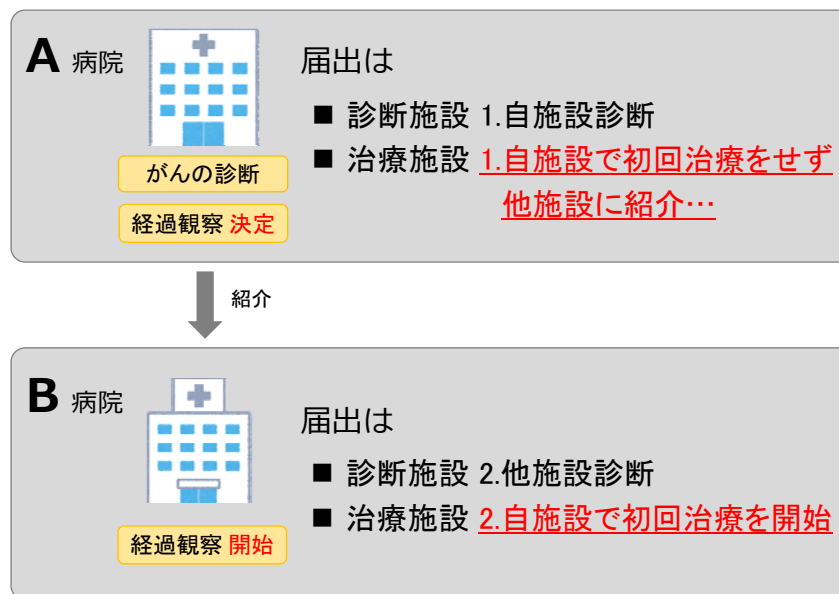 A 病院
がんの診断
経過観察 決定
届出は
■ 診断施設 1.自施設診断
■ 治療施設 1.自施設で初回治療をせず
他施設に紹介…
紹介
B 病院
経過観察 開始
届出は
■ 診断施設 2.他施設診断
■ 治療施設 2.自施設で初回治療を開始